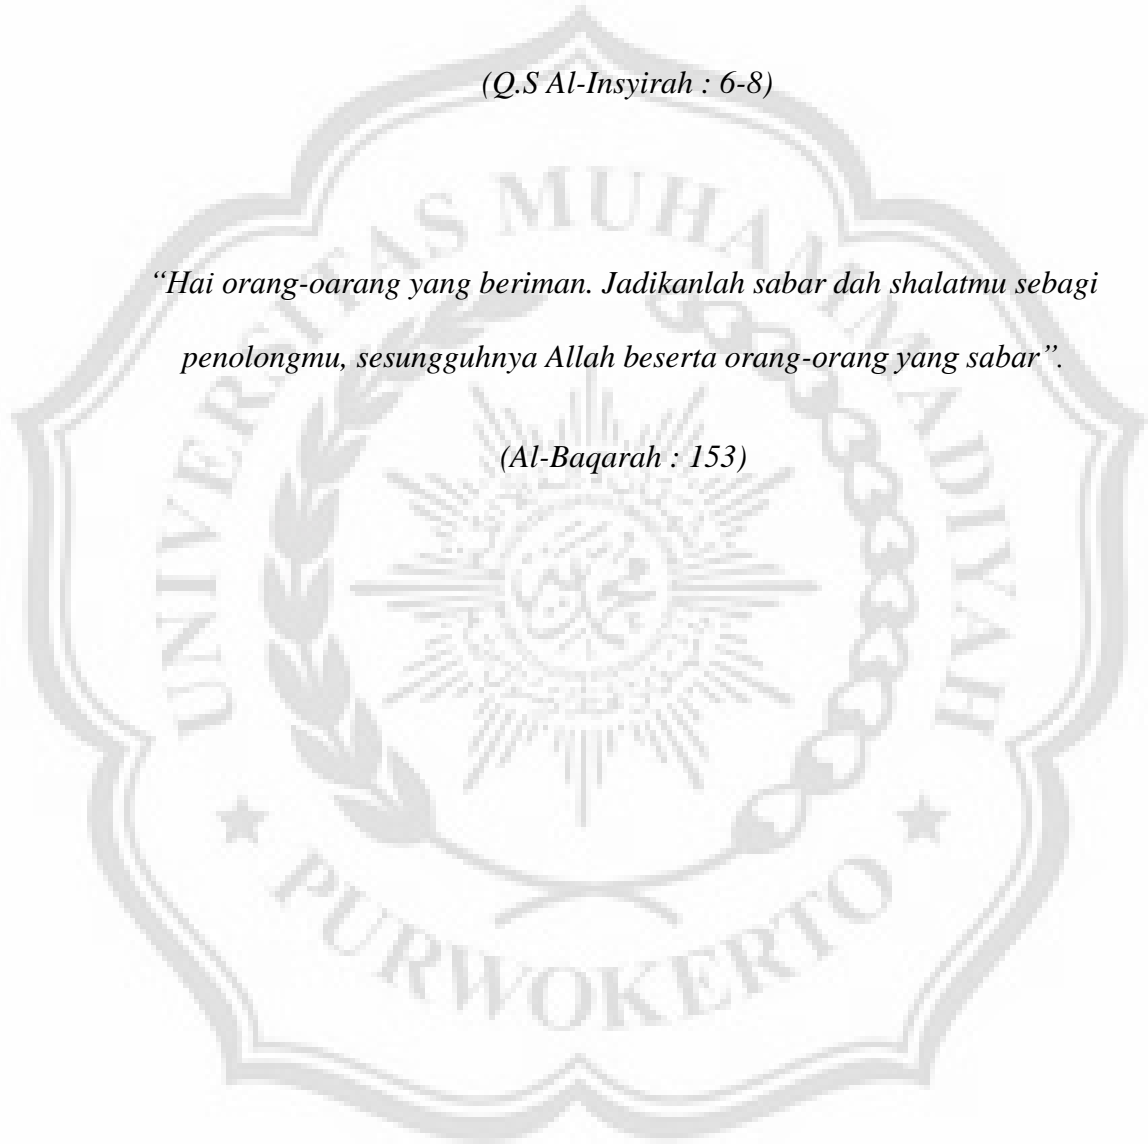 (Q.S Al-Insyirah : 6-8)
UNIVERSITAS MUHAMMADIYAH
“Hai orang-oarang yang beriman. Jadikanlah sabar dah shalatmu sebagi
penolongmu, sesungguhnya Allah beserta orang-orang yang sabar”.
(Al-Baqarah : 153)
PURWOKERTO